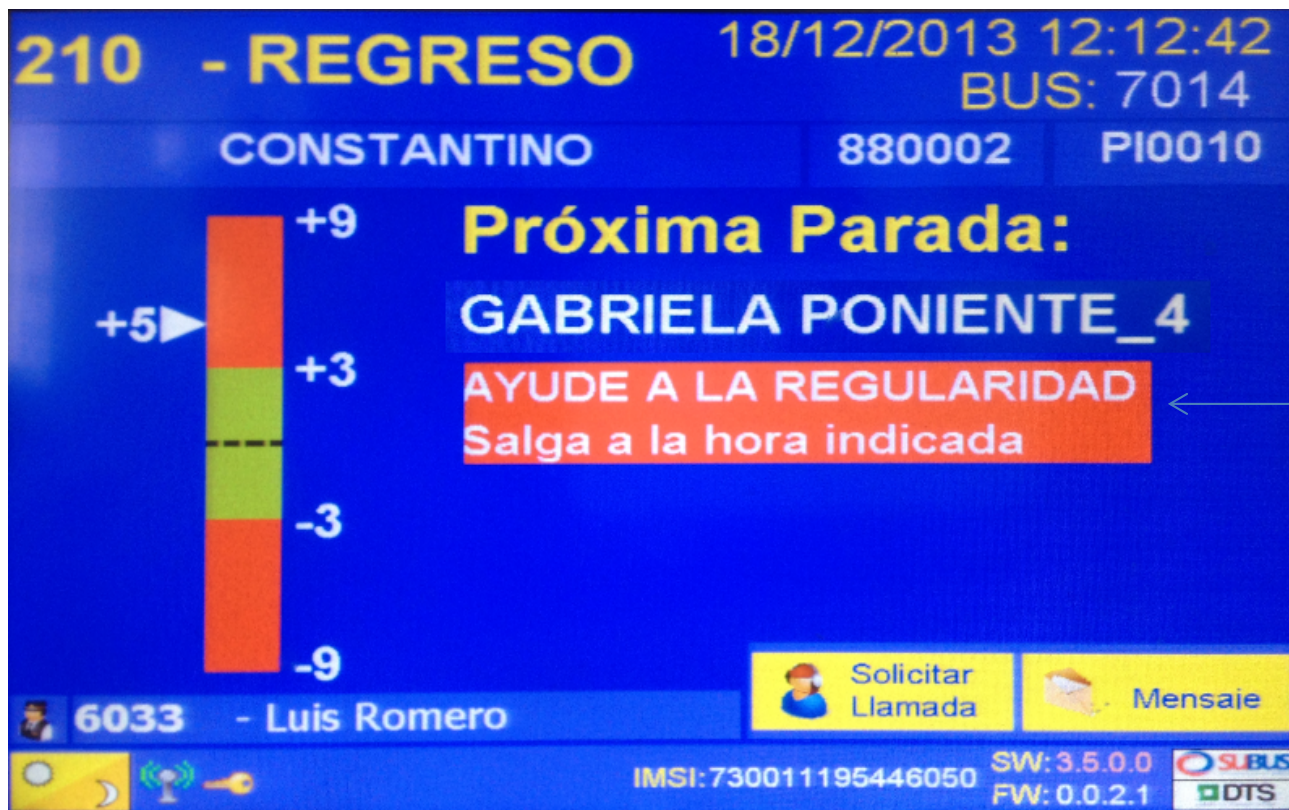 210 - REGRESO
18/12/2013 12:12:42
BUS: 7014
CONSTANTINO 880002 PI0010
+9
+5
+3
-3
-9
Próxima Parada:
GABRIELA PONIENTE_4
AYUDE A LA REGULARIDAD
Salga a la hora indicada
Solicitar
Llamada
Mensaje
6033 - Luis Romero
IMSI:730011195446050
SW:3.5.0.0
FW:0.0.2.1
SUBUS
DTS